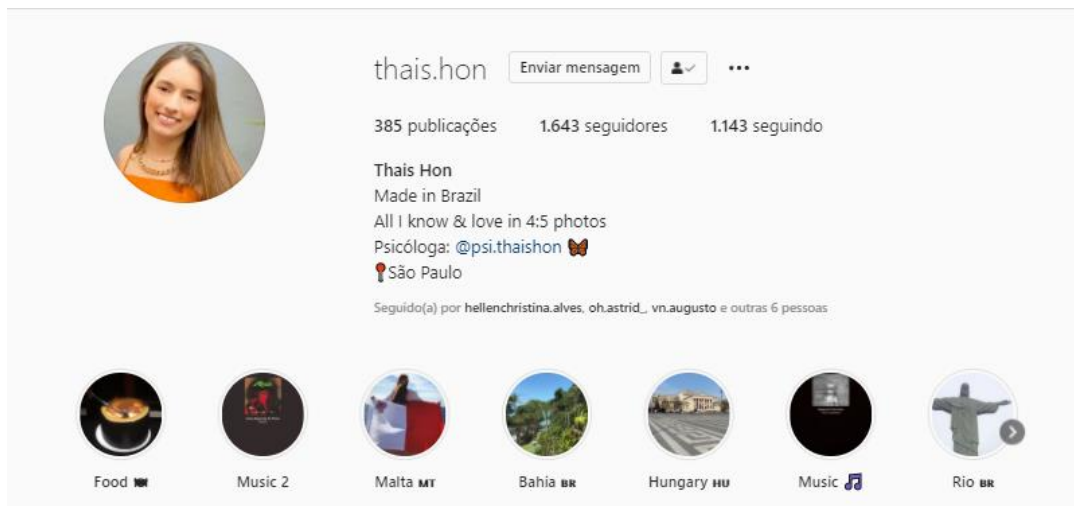 thais.hon Enviar mensagem
385 publicações 1.643 seguidores 1.143 seguindo
Thais Hon
Made in Brazil
All I know & love in 4:5 photos
Psicóloga: @psi.thaishon 🦋
📍São Paulo
Seguido(a) por hellenchristina.alves, oh.astrid_, vn.augusto e outras 6 pessoas
Food 🍽 Music 2 Malta MT Bahia BR Hungary HU Music 🎵 Rio BR